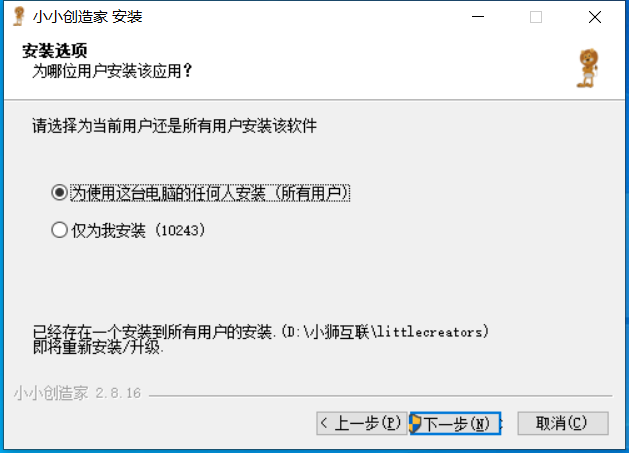 小小创造家 安装
安装选项
为哪位用户安装该应用？
请选择为当前用户还是所有用户安装该软件
为使用这台电脑的任何人安装（所有用户）
仅为我安装（10243）
已经存在一个安装到所有用户的安装.(D:\小狮互联\littlecreators)
即将重新安装/升级.
小小创造家 2.8.16
< 上一步(P)
下一步(N) >
取消(C)